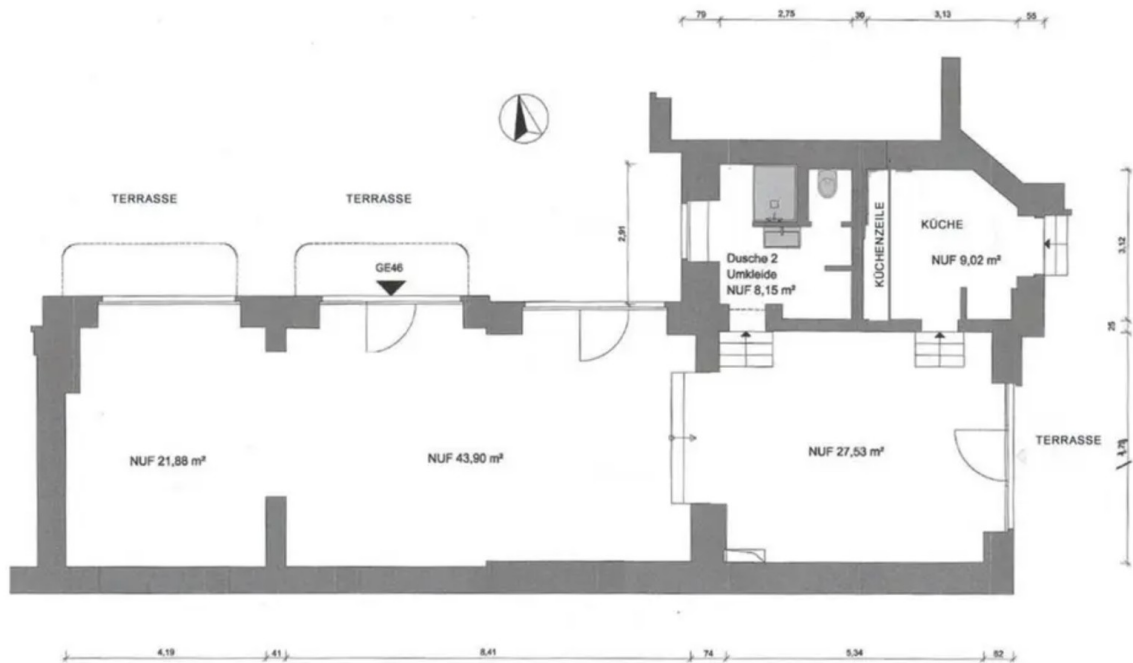 79 2,75 36 3,13 55
TERRASSE
TERRASSE
GE46
2,91
Dusche 2
Umkleide
NUF 8,15 m²
KÜCHENZEILE
KÜCHE
NUF 9,02 m²
3,12
25
NUF 21,88 m²
NUF 43,90 m²
NUF 27,53 m²
TERRASSE
4,19 41 8,41 74 5,34 62